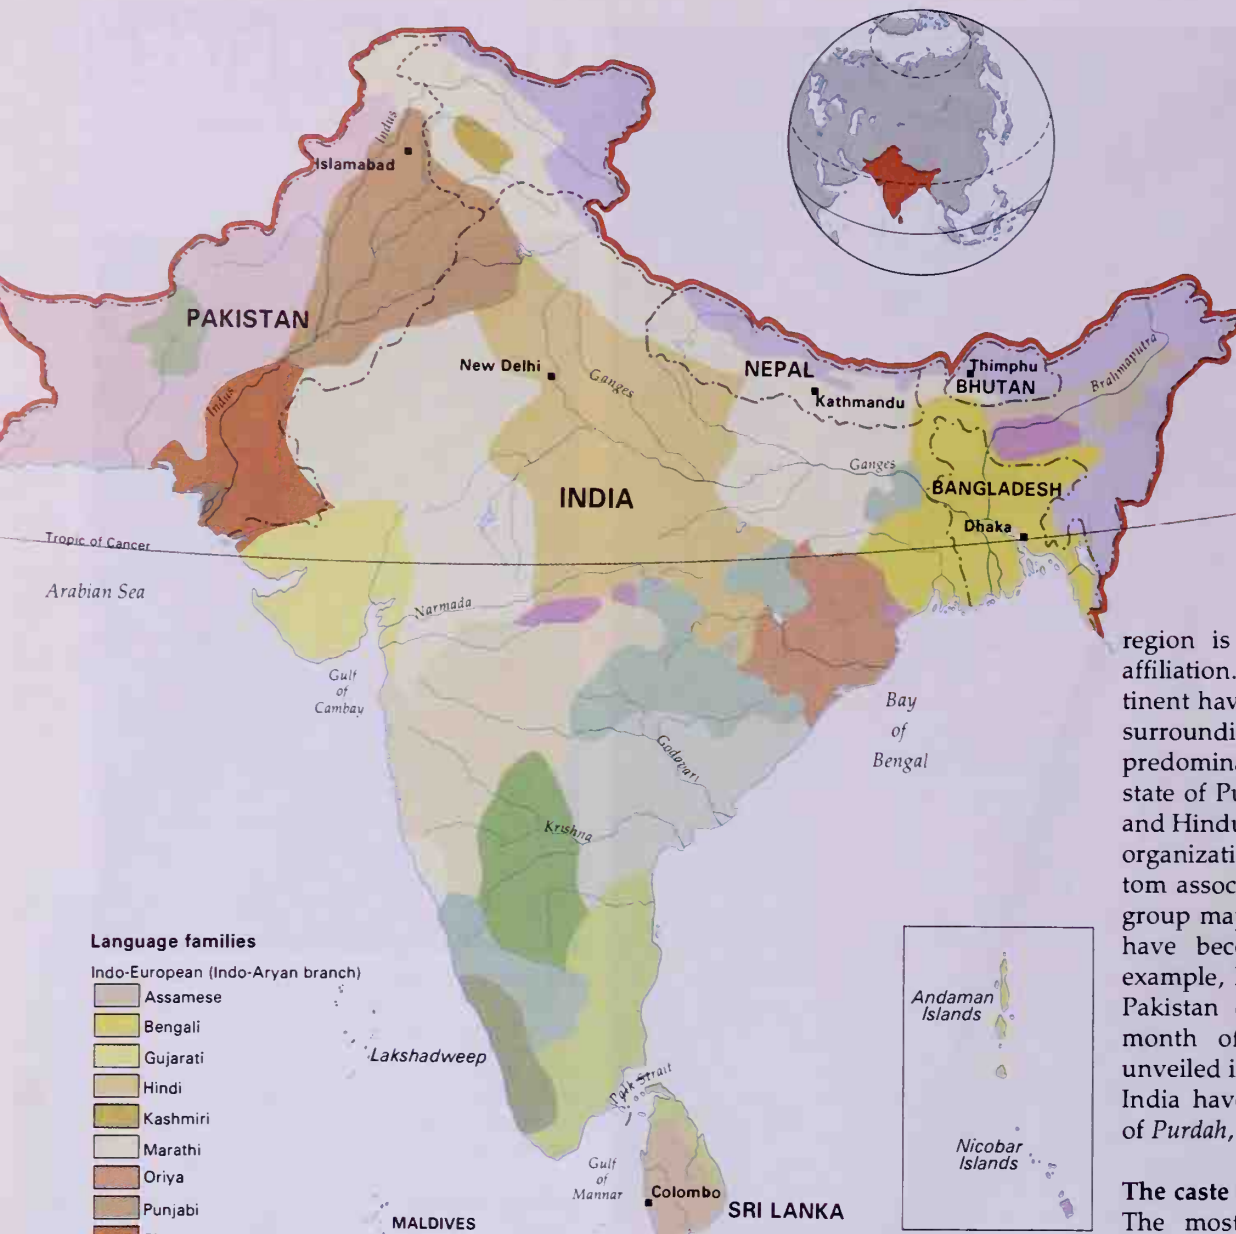 Indus
Islamabad
PAKISTAN
New Delhi
Ganges
NEPAL
Kathmandu
Thimphu
BHUTAN
Brahmaputra
Indus
INDIA
Ganges
BANGLADESH
Dhaka
Tropic of Cancer
Arabian Sea
Narmada
Gulf
of
Cambay
Bay
of
Bengal
Godavari
Krishna
Language families
Indo-European (Indo-Aryan branch)
Assamese
Bengali
Gujarati
Hindi
Kashmiri
Marathi
Oriya
Punjabi
Lakshadweep
Palk Strait
Gulf
of
Mannar
Colombo
SRI LANKA
MALDIVES
Andaman
Islands
Nicobar
Islands
region is
affiliation.
tinent hav
surroundi
predomina
state of Pu
and Hindu
organizati
tom assoc
group may
have bec
example,
Pakistan
month of
unveiled i
India hav
of Purdah,
The caste
The most